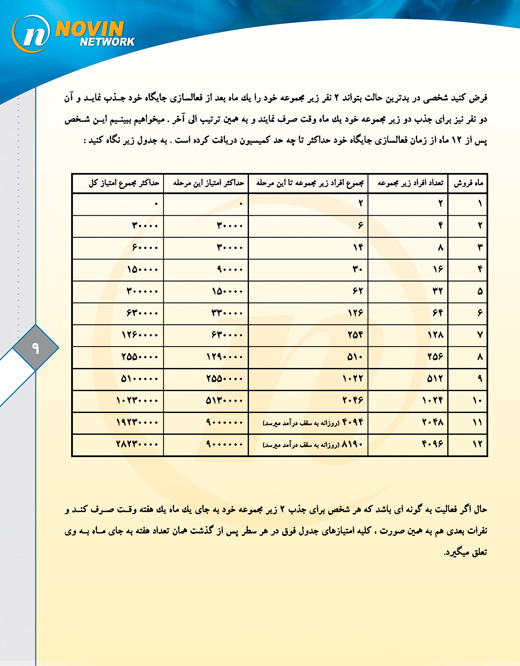 NOVIN
NETWORK
فرض کنید شخصی در بدترین حالت بتواند ۲ نفر زیر مجموعه خود را یك ماه بعد از فعالسازی جایگاه خود جـذب نمایـد و آن
دو نفر نیز برای جذب دو زیر مجموعه خود یك ماه وقت صرف نمایند و به همین ترتیب الی آخر . میخواهیم ببینـیم ایـن شـخص
پس از ۱۲ ماه از زمان فعالسازی جایگاه خود حداکثر تا چه حد کمیسیون دریافت کرده است . به جدول زیر نگاه کنید :
ماه فروش تعداد افراد زیر مجموعه مجموع افراد زیر مجموعه تا این مرحله حداکثر امتیاز این مرحله حداکثر مجموع امتیاز کل
۱ ۲ ۲ ۰ ۰
۲ ۴ ۶ ۳۰۰۰۰ ۳۰۰۰۰
۳ ۸ ۱۴ ۳۰۰۰۰ ۶۰۰۰۰
۴ ۱۶ ۳۰ ۹۰۰۰۰ ۱۵۰۰۰۰
۵ ۳۲ ۶۲ ۱۵۰۰۰۰ ۳۰۰۰۰۰
۶ ۶۴ ۱۲۶ ۳۳۰۰۰۰ ۶۳۰۰۰۰
۷ ۱۲۸ ۲۵۴ ۶۳۰۰۰۰ ۱۲۶۰۰۰۰
۸ ۲۵۶ ۵۱۰ ۱۲۹۰۰۰۰ ۲۵۵۰۰۰۰
۹ ۵۱۲ ۱۰۲۲ ۲۵۵۰۰۰۰ ۵۱۰۰۰۰۰
۱۰ ۱۰۲۴ ۲۰۴۶ ۵۱۳۰۰۰۰ ۱۰۲۳۰۰۰۰
۱۱ ۲۰۴۸ ۴۰۹۴ (روزانه به سقف درآمد میرسد) ۹۰۰۰۰۰۰ ۱۹۲۳۰۰۰۰
۱۲ ۴۰۹۶ ۸۱۹۰ (روزانه به سقف درآمد میرسد) ۹۰۰۰۰۰۰ ۲۸۲۳۰۰۰۰
۹
حال اگر فعالیت به گونه ای باشد که هر شخص برای جذب ۲ زیر مجموعه خود به جای یك ماه یك هفته وقـت صـرف کنـد و
نفرات بعدی هم به همین صورت ، کلیه امتیازهای جدول فوق در هر سطر پس از گذشت همان تعداد هفته به جای مـاه بـه وی
تعلق میگیرد.